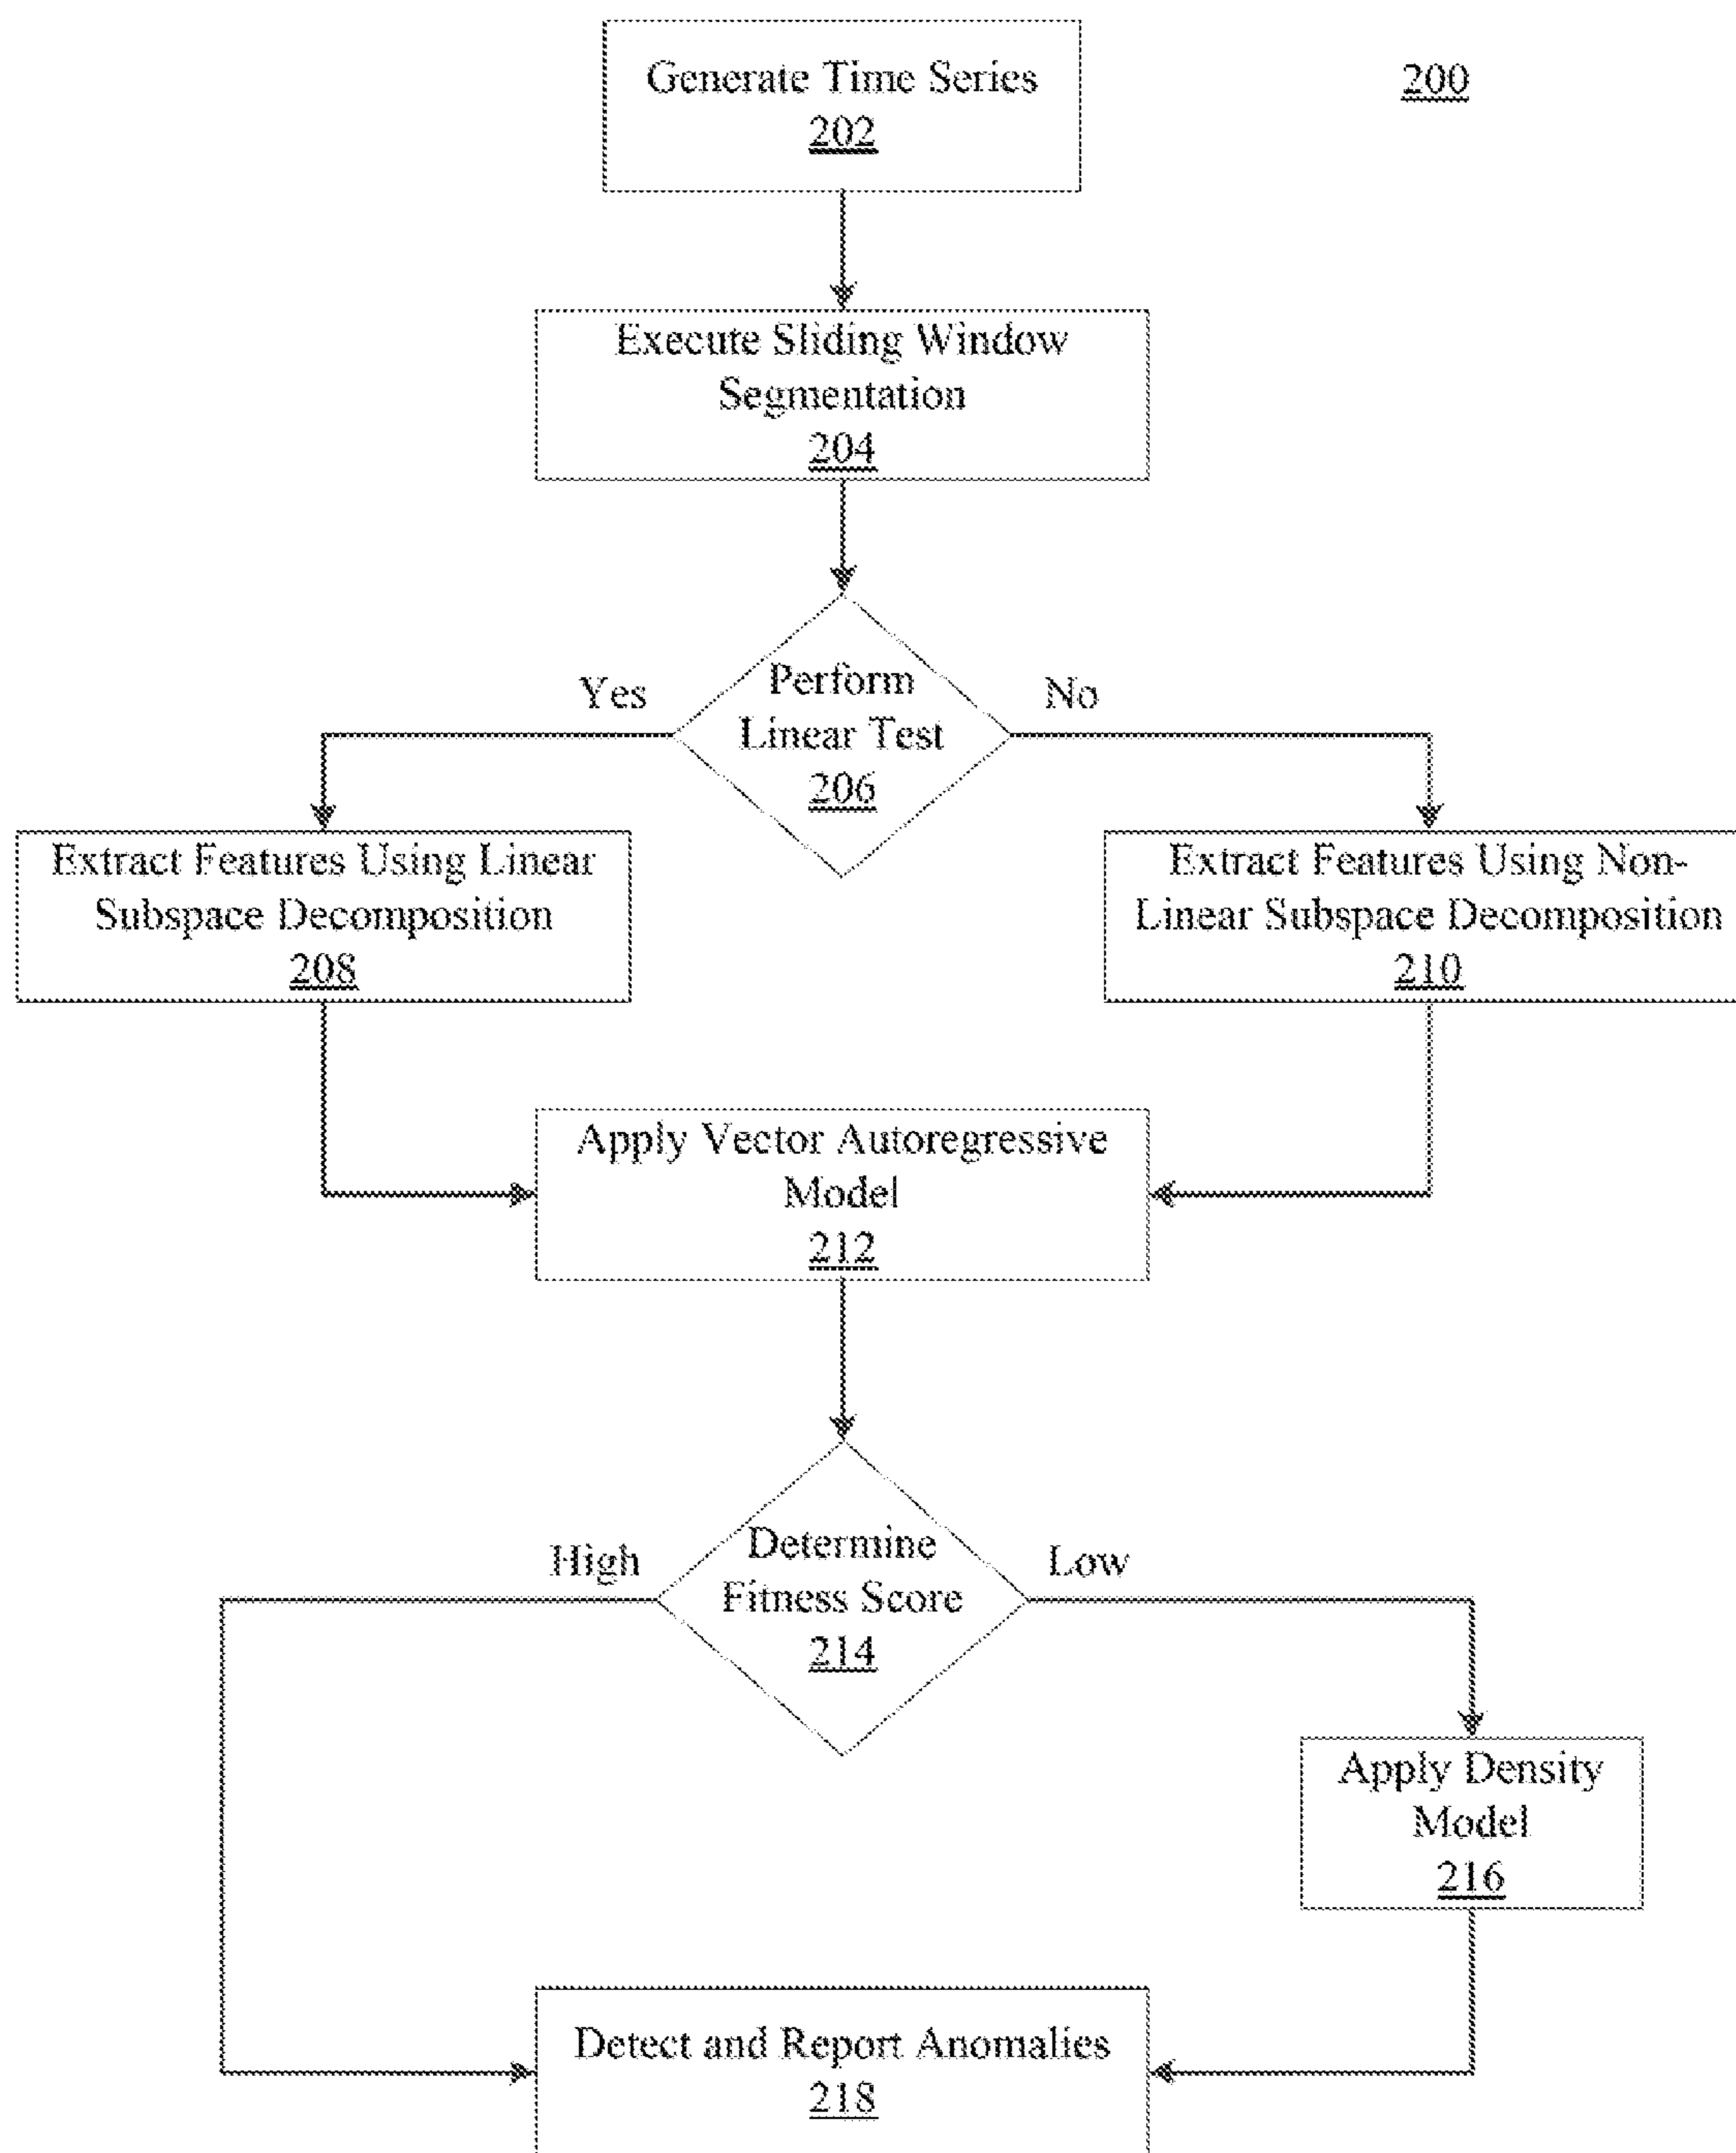 Generate Time Series
202
200
Execute Sliding Window
Segmentation
204
Yes
Perform
Linear Test
206
No
Extract Features Using Linear
Subspace Decomposition
208
Extract Features Using Non-
Linear Subspace Decomposition
210
Apply Vector Autoregressive
Model
212
High
Determine
Fitness Score
214
Low
Apply Density
Model
216
Detect and Report Anomalies
218